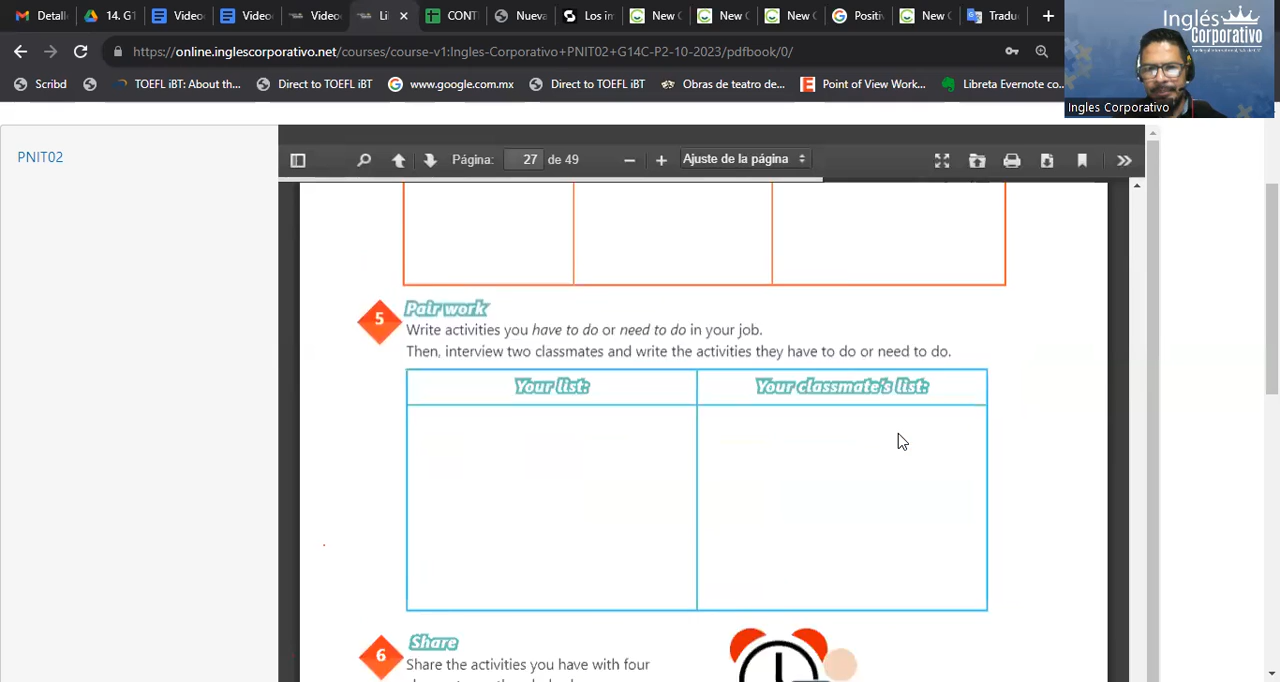 Detall
14. G1
Video
Video
Video
Li
CONT
Nueva
Los im
New C
New C
New C
Positiv
New C
Tradu
https://online.inglescorporativo.net/courses/course-v1:Ingles-Corporativo+PNIT02+G14C-P2-10-2023/pdfbook/0/
Scribd
TOEFL iBT: About th...
Direct to TOEFL iBT
www.google.com.mx
Direct to TOEFL iBT
Obras de teatro de...
Point of View Work...
Libreta Evernote co...
Inglés
Corporativo
Ingles Corporativo
PNIT02
Página: 27 de 49
Ajuste de la página
5
Pair work
Write activities you have to do or need to do in your job.
Then, interview two classmates and write the activities they have to do or need to do.
Your list:
Your classmate's list:
6
Share
Share the activities you have with four